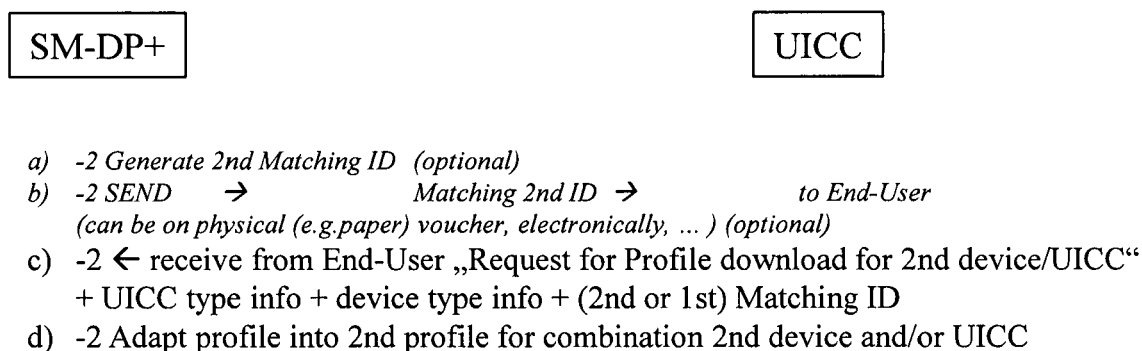 SM-DP+ UICC
a) -2 Generate 2nd Matching ID (optional)
b) -2 SEND → Matching 2nd ID → to End-User
(can be on physical (e.g.paper) voucher, electronically, ... ) (optional)
c) -2 ← receive from End-User „Request for Profile download for 2nd device/UICC“
+ UICC type info + device type info + (2nd or 1st) Matching ID
d) -2 Adapt profile into 2nd profile for combination 2nd device and/or UICC